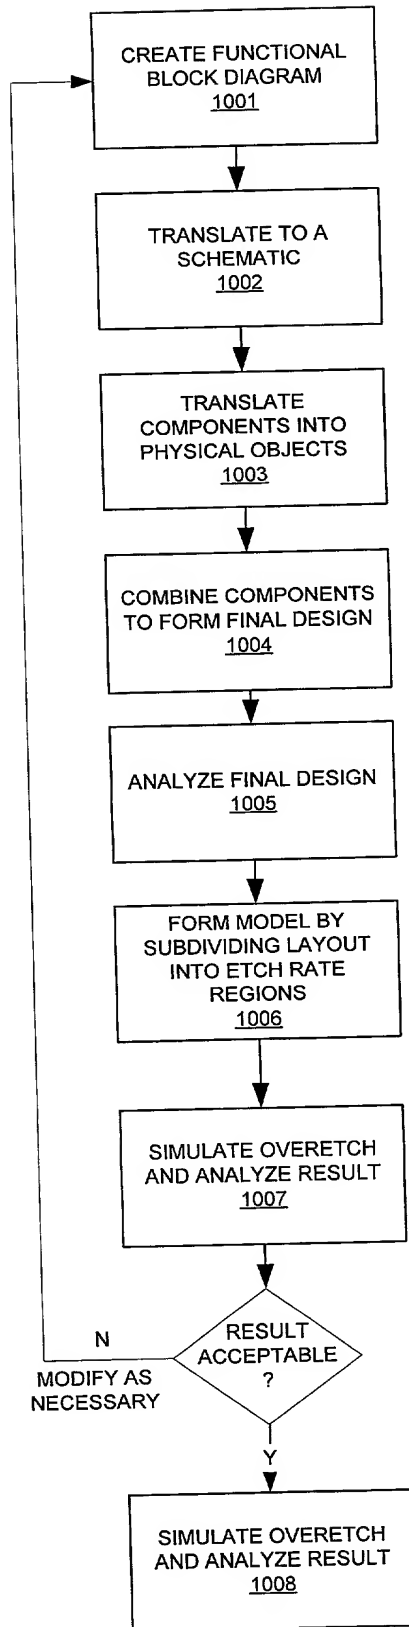 CREATE FUNCTIONAL
BLOCK DIAGRAM
1001
TRANSLATE TO A
SCHEMATIC
1002
TRANSLATE
COMPONENTS INTO
PHYSICAL OBJECTS
1003
COMBINE COMPONENTS
TO FORM FINAL DESIGN
1004
ANALYZE FINAL DESIGN
1005
FORM MODEL BY
SUBDIVIDING LAYOUT
INTO ETCH RATE
REGIONS
1006
SIMULATE OVERETCH
AND ANALYZE RESULT
1007
RESULT
ACCEPTABLE
?
N
MODIFY AS
NECESSARY
Y
SIMULATE OVERETCH
AND ANALYZE RESULT
1008